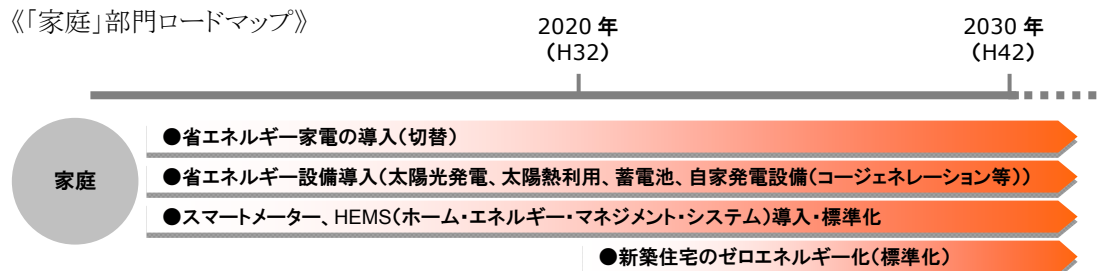 《「家庭」部門ロードマップ》
2020 年
（H32）
2030 年
（H42）
家庭
●省エネルギー家電の導入（切替）
●省エネルギー設備導入（太陽光発電、太陽熱利用、蓄電池、自家発電設備（コージェネレーション等））
●スマートメーター、HEMS（ホーム・エネルギー・マネジメント・システム）導入・標準化
●新築住宅のゼロエネルギー化（標準化）